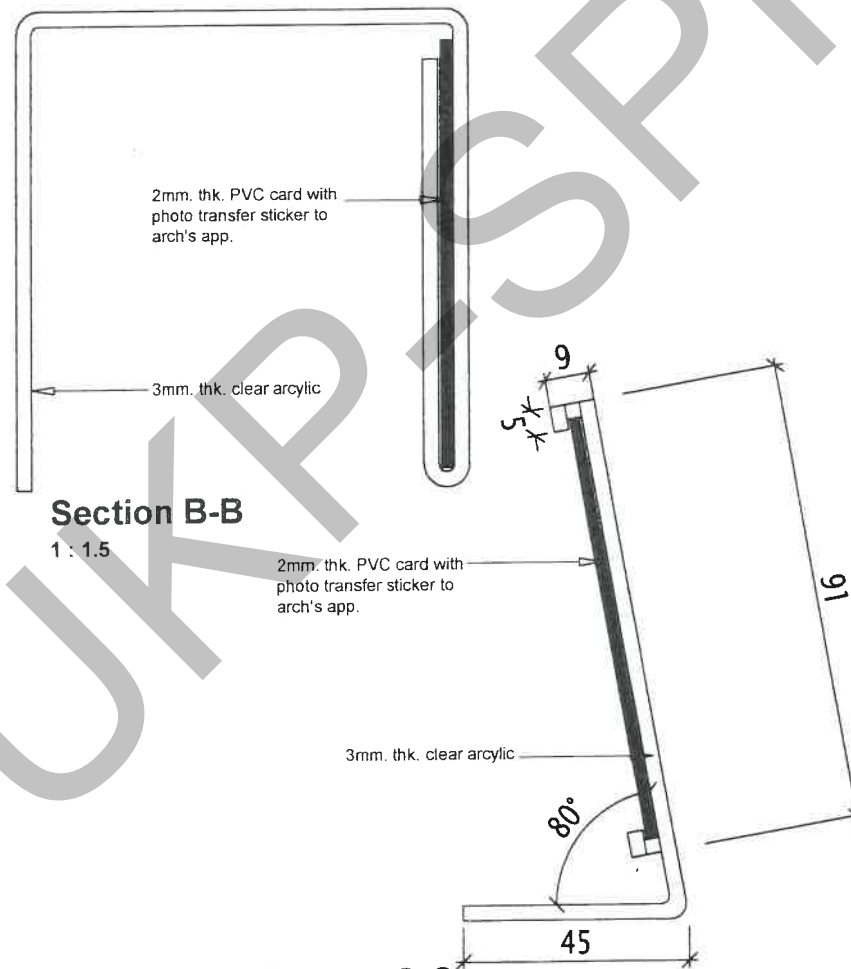 2mm. thk. PVC card with
photo transfer sticker to
arch's app.
3mm. thk. clear arcylic
Section B-B
1 : 1.5
9
5
2mm. thk. PVC card with
photo transfer sticker to
arch's app.
91
3mm. thk. clear arcylic
80°
45